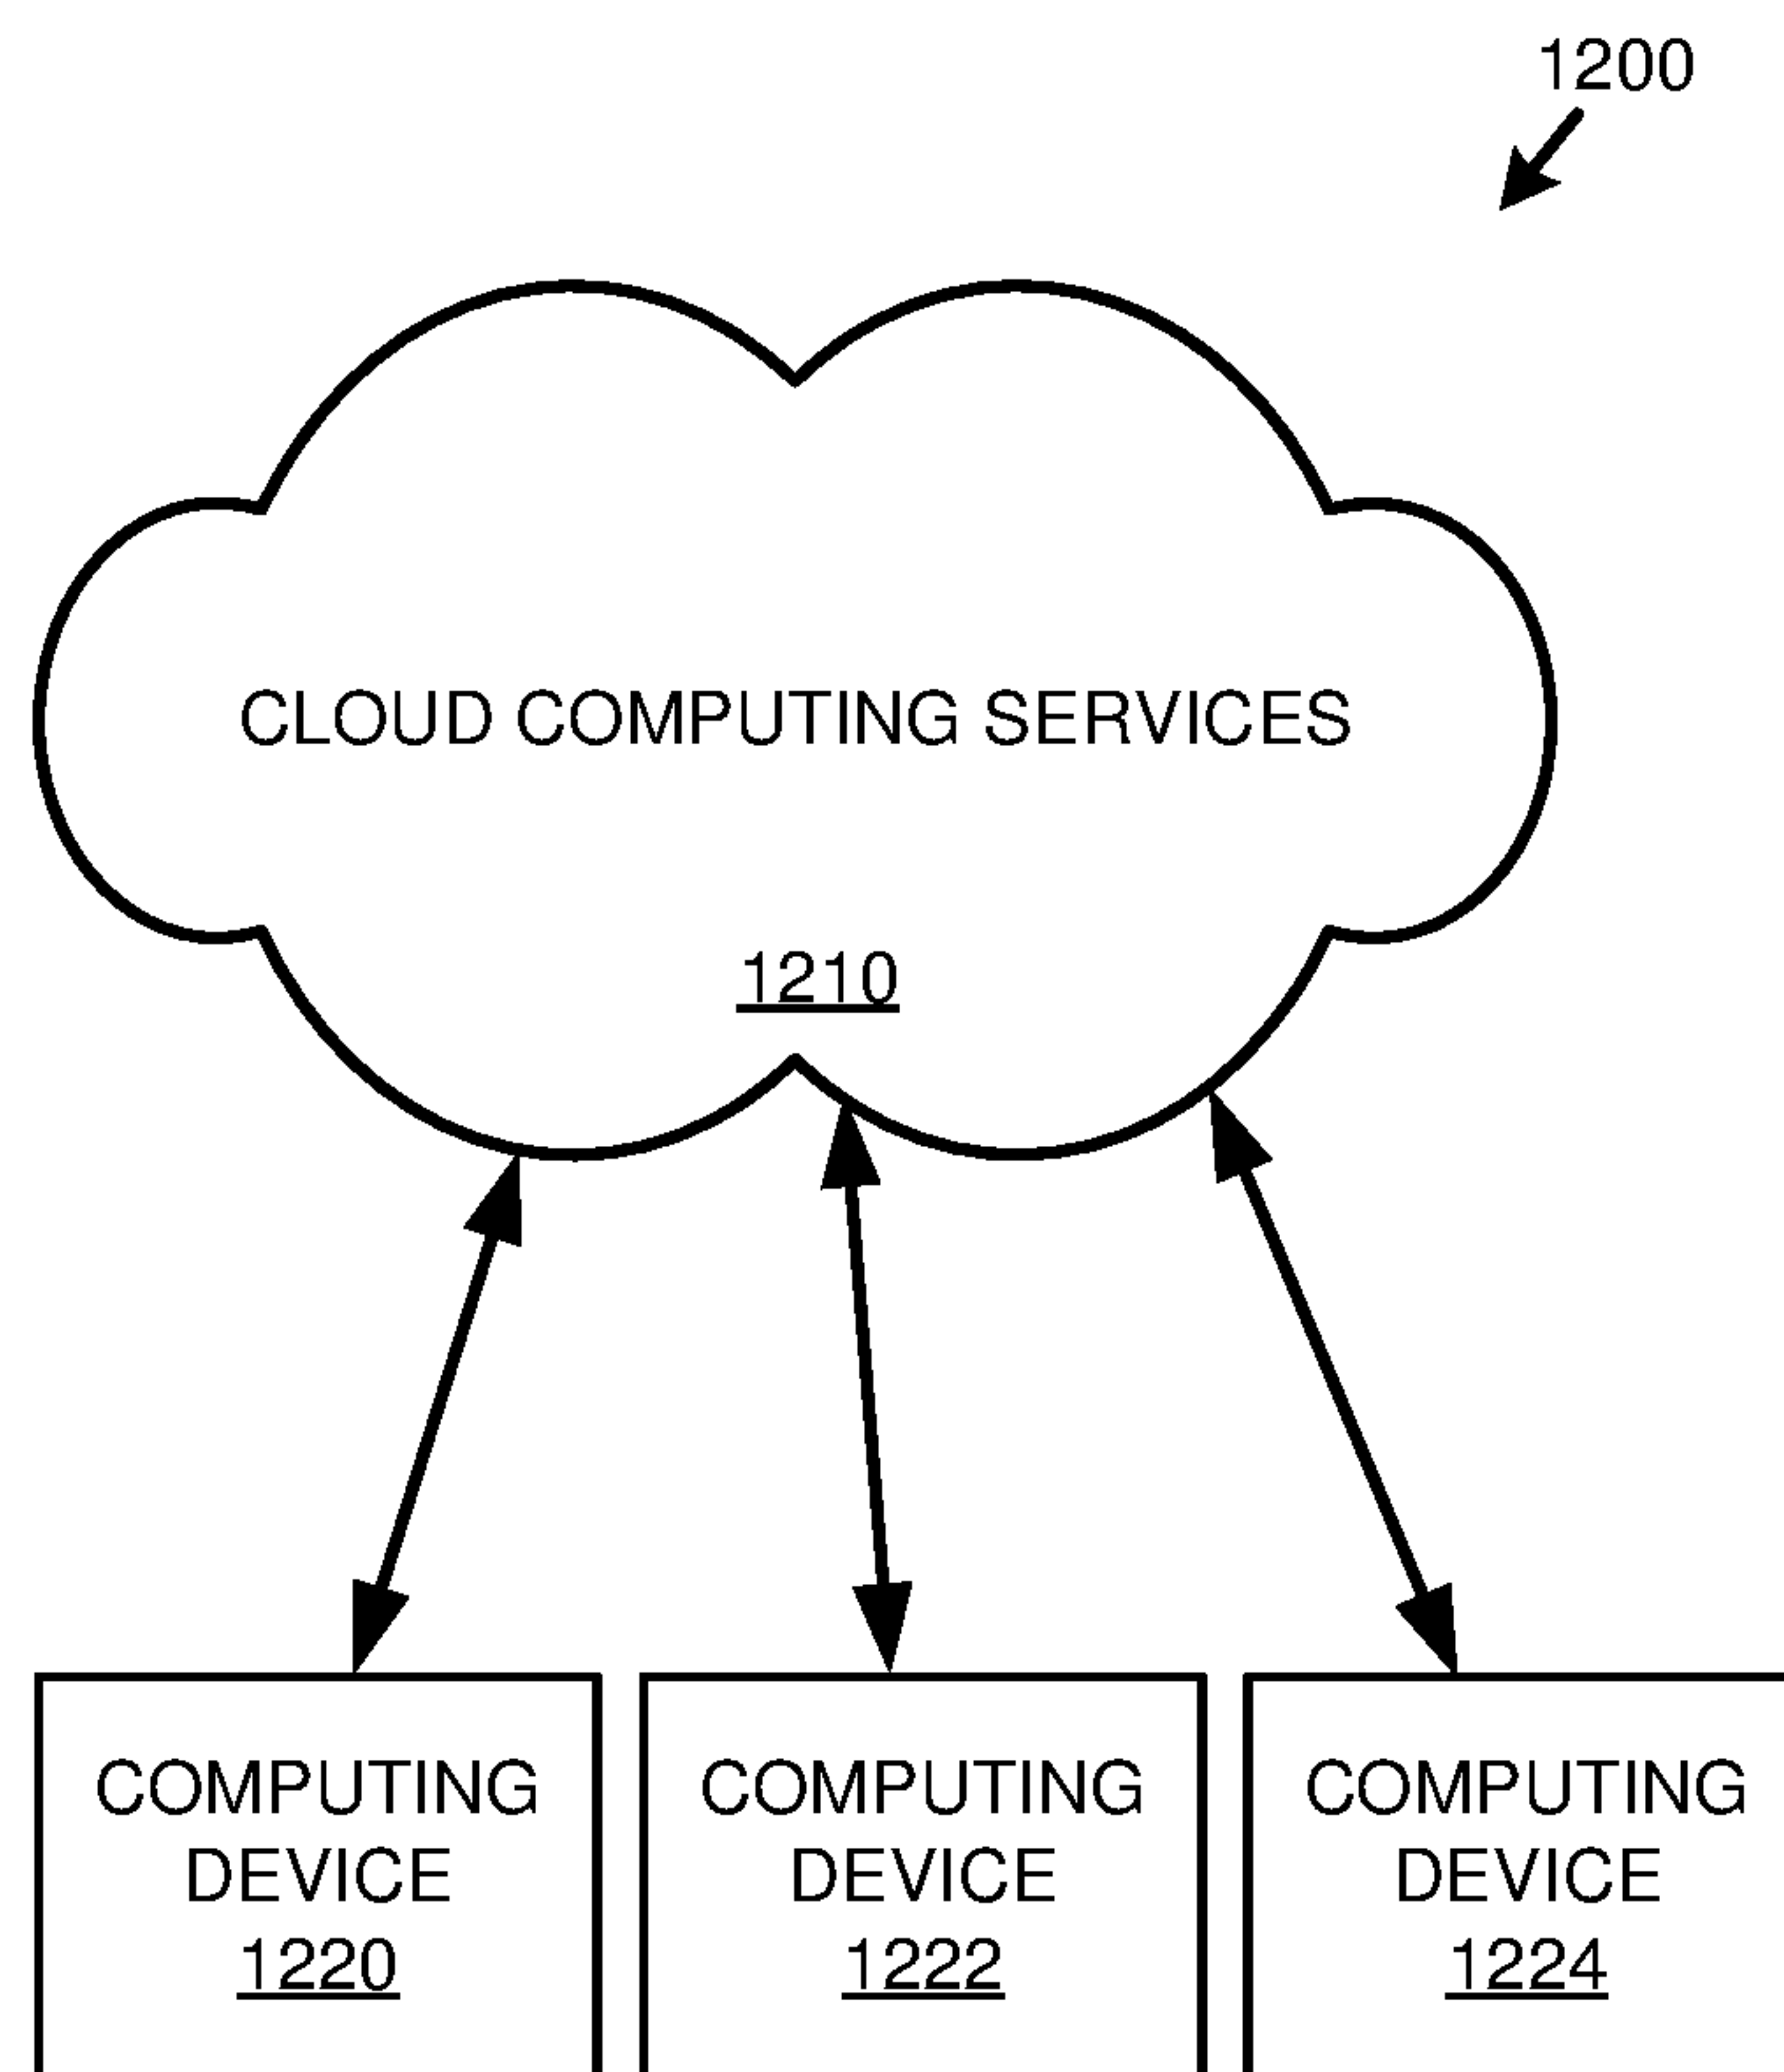 1200
CLOUD COMPUTING SERVICES
1210
COMPUTING
DEVICE
1220
COMPUTING
DEVICE
1222
COMPUTING
DEVICE
1224